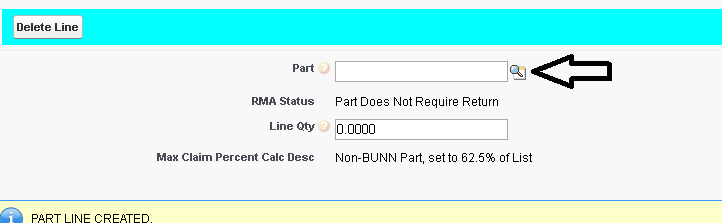 Delete Line
Part
RMA Status Part Does Not Require Return
Line Qty 0.0000
Max Claim Percent Calc Desc Non-BUNN Part, set to 62.5% of List
PART LINE CREATED.